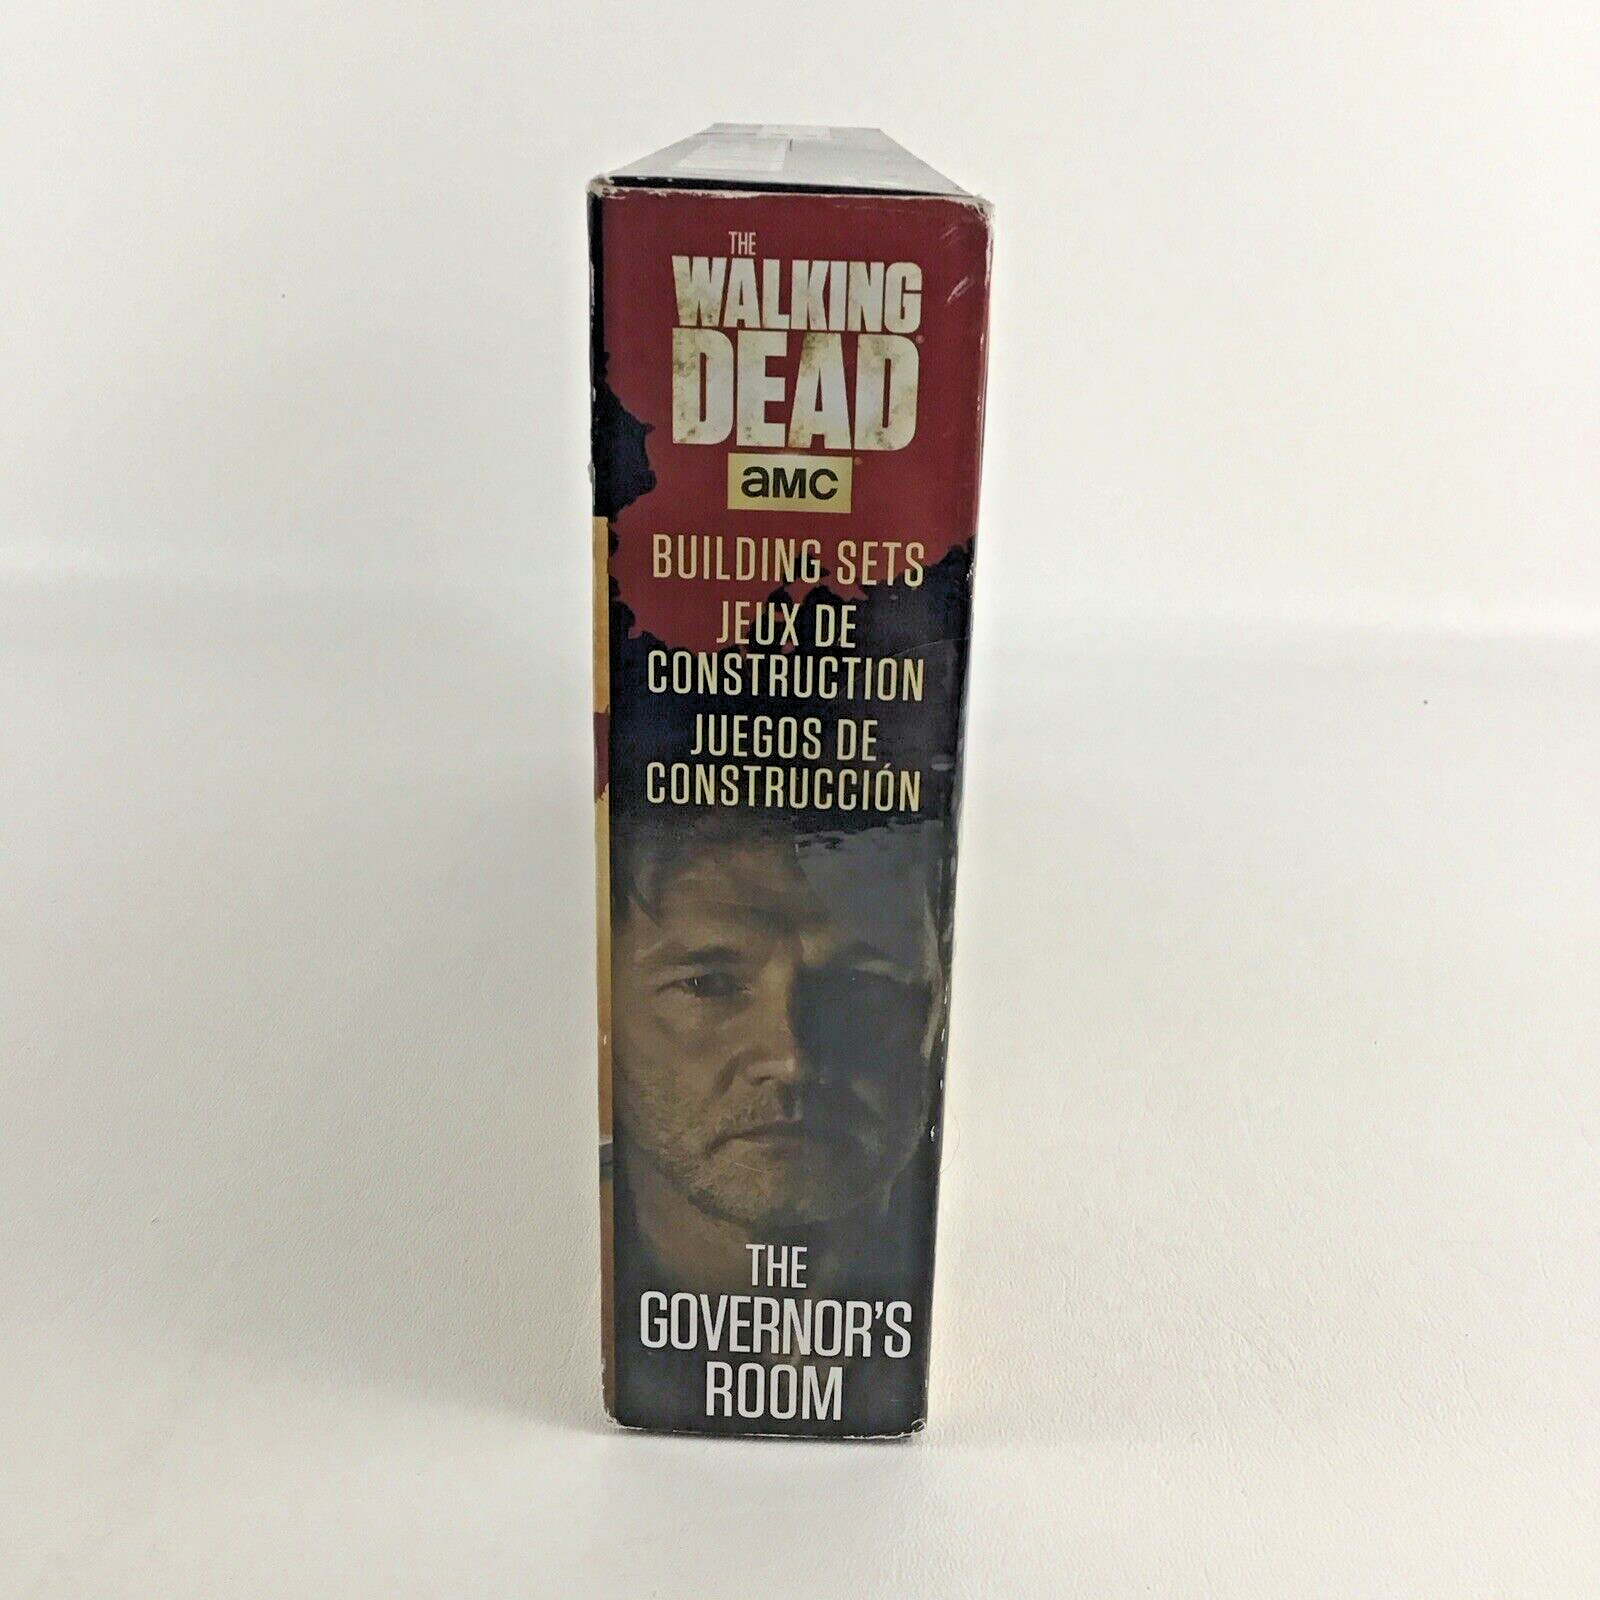 THE
WALKING
DEAD
aMC
BUILDING SETS
JEUX DE
CONSTRUCTION
JUEGOS DE
CONSTRUCCIÓN
THE
GOVERNOR'S
ROOM